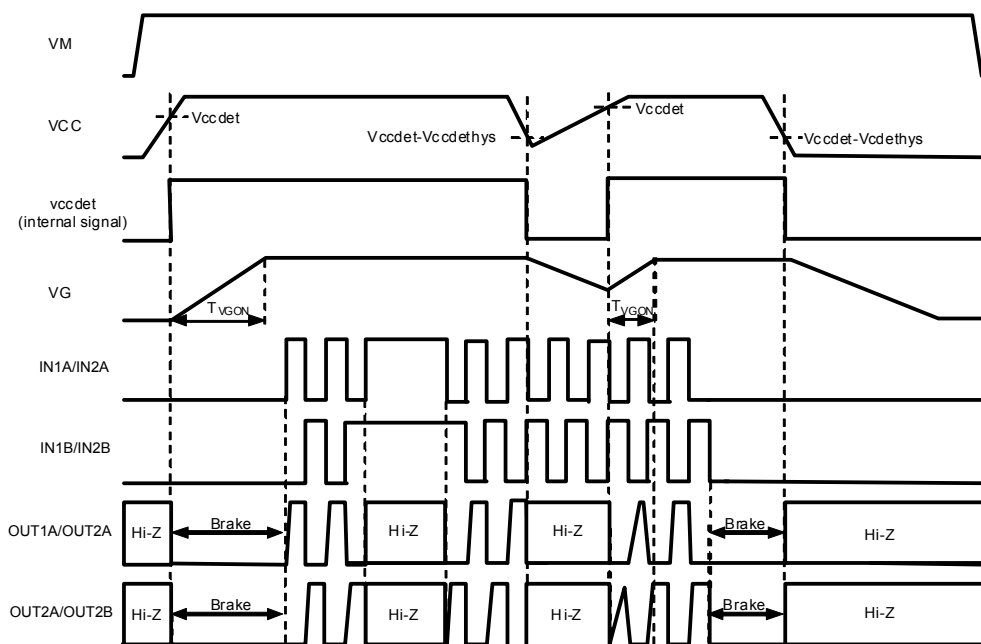 VM
VCC
Vccdet
Vccdet-Vccdethys
Vccdet
Vccdet-Vcdethys
vccdet
(internal signal)
VG
TVGON
TVGON
IN1A/IN2A
IN1B/IN2B
OUT1A/OUT2A
Hi-Z
Brake
Hi-Z
Hi-Z
Brake
Hi-Z
OUT2A/OUT2B
Hi-Z
Brake
Hi-Z
Hi-Z
Brake
Hi-Z